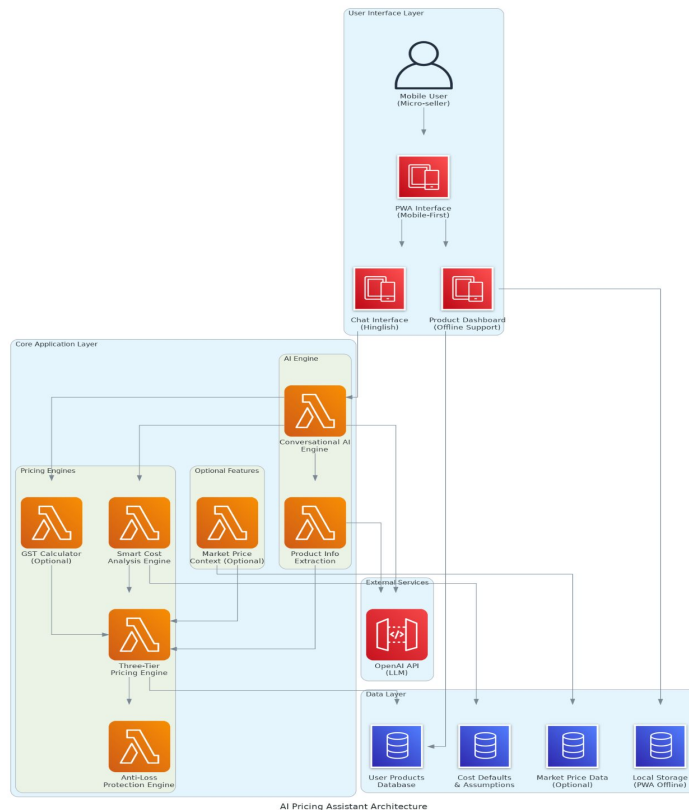 User Interface Layer
Mobile User
(Micro-seller)
PWA Interface
(Mobile-First)
Chat Interface
(Hinglish)
Product Dashboard
(Offline Support)
Core Application Layer
AI Engine
Conversational AI
Engine
Pricing Engines
Optional Features
GST Calculator
(Optional)
Smart Cost
Analysis Engine
Market Price
Context (Optional)
Product Info
Extraction
External Services
OpenAI API
(LLM)
Three-Tier
Pricing Engine
Data Layer
Anti-Loss
Protection Engine
User Products
Database
Cost Defaults
& Assumptions
Market Price Data
(Optional)
Local Storage
(PWA Offline)
AI Pricing Assistant Architecture